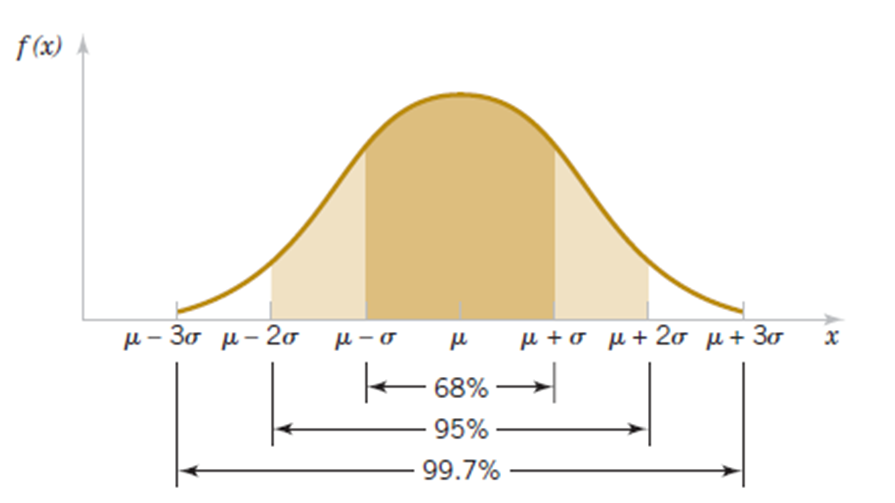 f(x)
μ − 3σ μ − 2σ μ − σ μ μ + σ μ + 2σ μ + 3σ x
68%
95%
99.7%